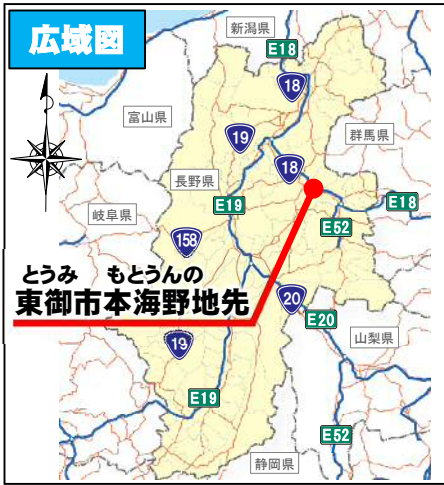 広域図
新潟県
E18
18
富山県
19
群馬県
18
長野県
E18
E19
岐阜県
E52
158
とうみ もとうんの
東御市本海野地先
20
E20
19
山梨県
E19
E52
静岡県